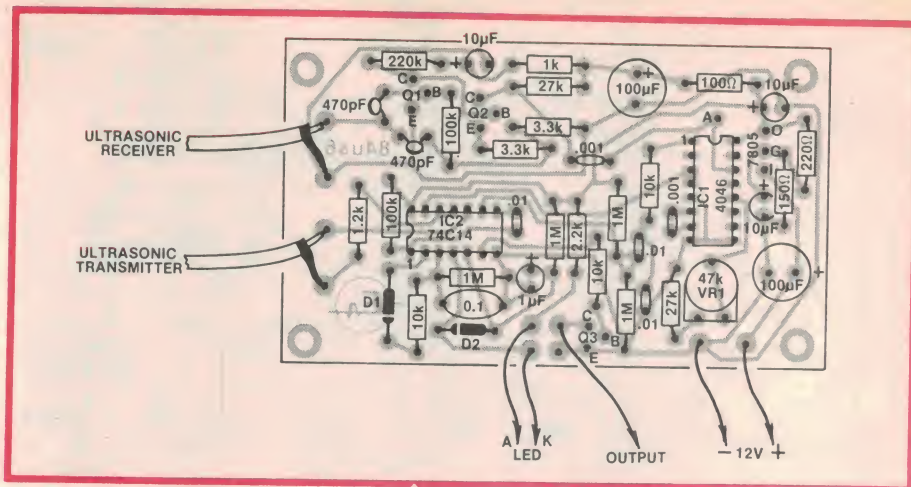 10µF
220k
1k
27k
100µF
100Ω
10µF
470pF
C
Q1
B
E
100k
C
Q2
B
E
3.3k
3.3k
.001
A
1
IC1
4046
7805
O
G
I
220Ω
150Ω
ULTRASONIC
RECEIVER
470pF
84us6
10k
.001
10µF
1.2k
100k
IC2
74C14
1
.01
1M
2.2k
1M
.01
ULTRASONIC
TRANSMITTER
D1
10k
1M
0.1
D2
1µF
10k
C
Q3
B
E
1M
.01
27k
47k
VR1
100µF
+
A
K
LED
OUTPUT
− 12V +